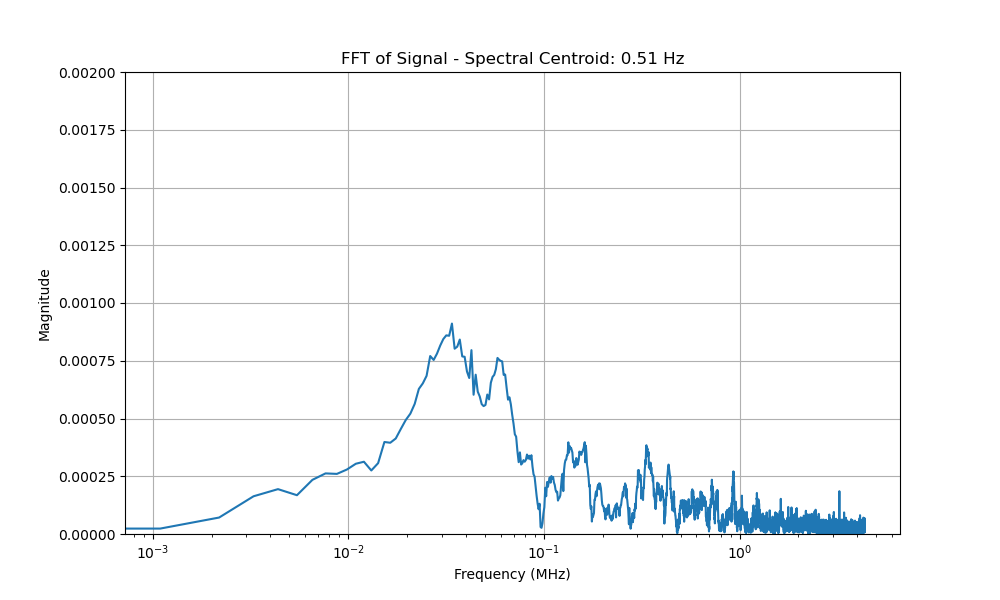 FFT of Signal - Spectral Centroid: 0.51 Hz
0.00200
0.00175
0.00150
0.00125
0.00100
0.00075
0.00050
0.00025
0.00000
Magnitude
10⁻³ 10⁻² 10⁻¹ 10⁰
Frequency (MHz)